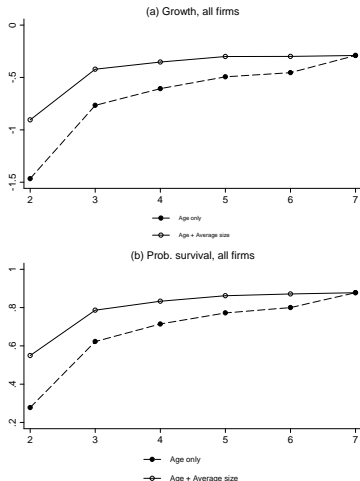 (a) Growth, all firms
0
-.5
-1
-1.5
2 3 4 5 6 7
Age only
Age + Average size
(b) Prob. survival, all firms
1
.8
.6
.4
.2
2 3 4 5 6 7
Age only
Age + Average size